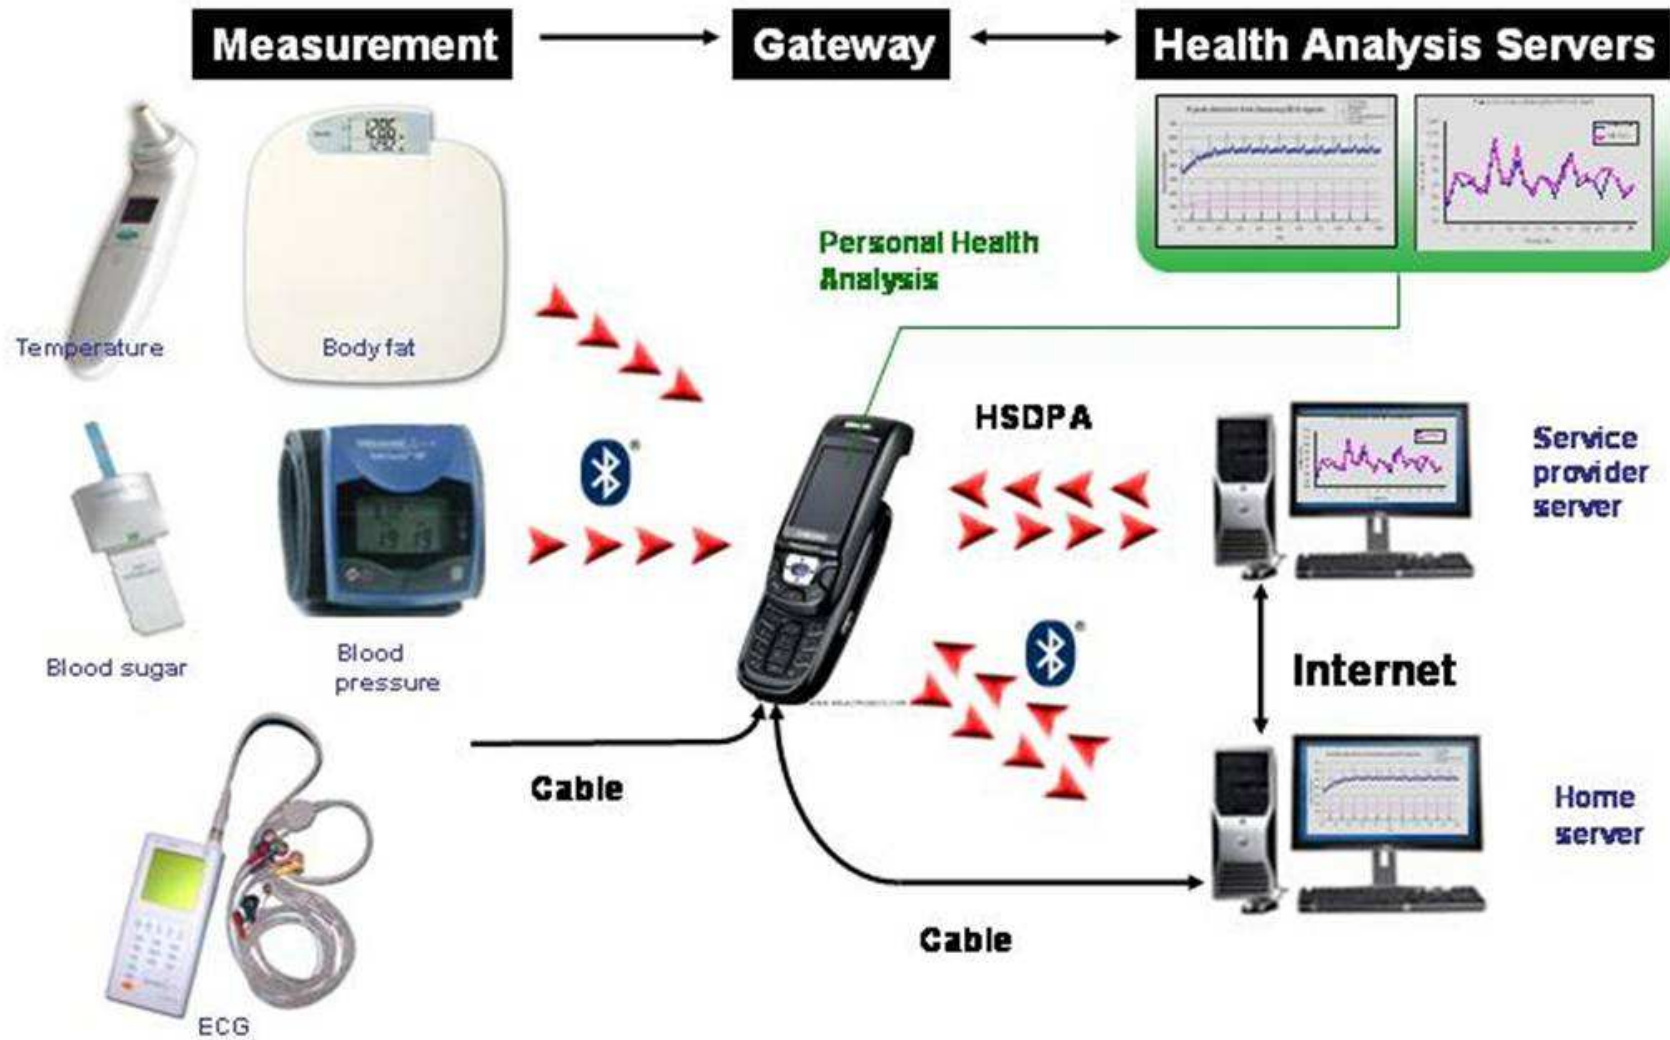 Measurement
Gateway
Health Analysis Servers
Personal Health
Analysis
Temperature
Body fat
HSDPA
Service
provider
server
Blood sugar
Blood
pressure
Internet
Cable
Home
server
Cable
ECG